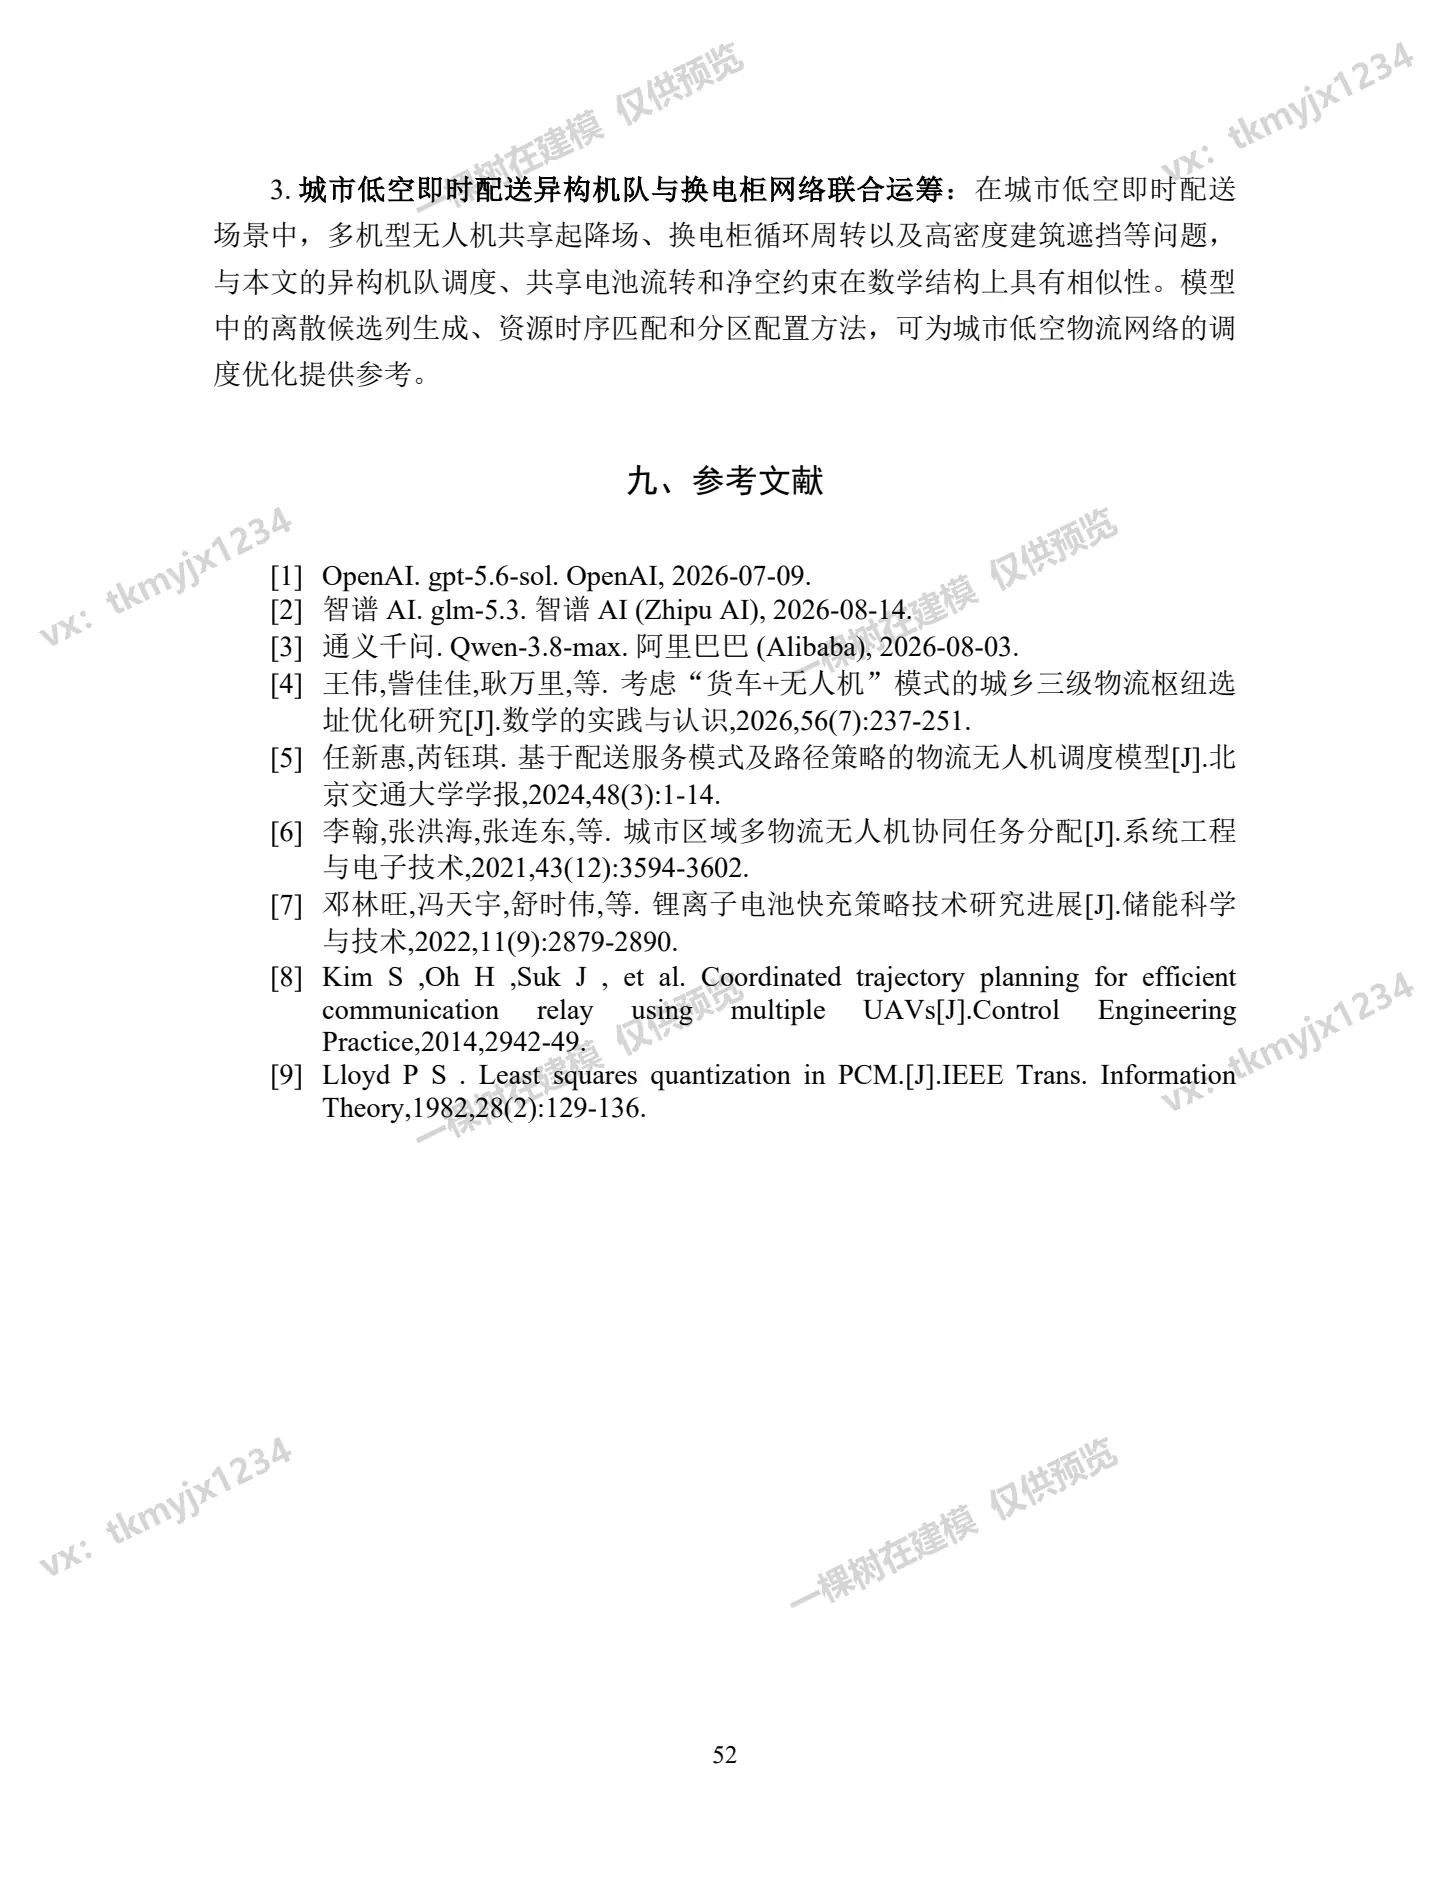 一棵树在建模 仅供预览
vx: tkmyjx1234
3. 城市低空即时配送异构机队与换电柜网络联合运筹：在城市低空即时配送
场景中，多机型无人机共享起降场、换电柜循环周转以及高密度建筑遮挡等问题，
与本文的异构机队调度、共享电池流转和净空约束在数学结构上具有相似性。模型
中的离散候选列生成、资源时序匹配和分区配置方法，可为城市低空物流网络的调
度优化提供参考。
九、参考文献
vx: tkmyjx1234
一棵树在建模 仅供预览
[1] OpenAI. gpt-5.6-sol. OpenAI, 2026-07-09.
[2] 智谱 AI. glm-5.3. 智谱 AI (Zhipu AI), 2026-08-14.
[3] 通义千问. Qwen-3.8-max. 阿里巴巴 (Alibaba), 2026-08-03.
[4] 王伟,訾佳佳,耿万里,等. 考虑“货车+无人机”模式的城乡三级物流枢纽选
址优化研究[J].数学的实践与认识,2026,56(7):237-251.
[5] 任新惠,芮钰琪. 基于配送服务模式及路径策略的物流无人机调度模型[J].北
京交通大学学报,2024,48(3):1-14.
[6] 李翰,张洪海,张连东,等. 城市区域多物流无人机协同任务分配[J].系统工程
与电子技术,2021,43(12):3594-3602.
[7] 邓林旺,冯天宇,舒时伟,等. 锂离子电池快充策略技术研究进展[J].储能科学
与技术,2022,11(9):2879-2890.
[8] Kim S ,Oh H ,Suk J , et al. Coordinated trajectory planning for efficient
communication relay using multiple UAVs[J].Control Engineering
Practice,2014,2942-49.
[9] Lloyd P S . Least squares quantization in PCM.[J].IEEE Trans. Information
Theory,1982,28(2):129-136.
一棵树在建模 仅供预览
vx: tkmyjx1234
vx: tkmyjx1234
一棵树在建模 仅供预览
52